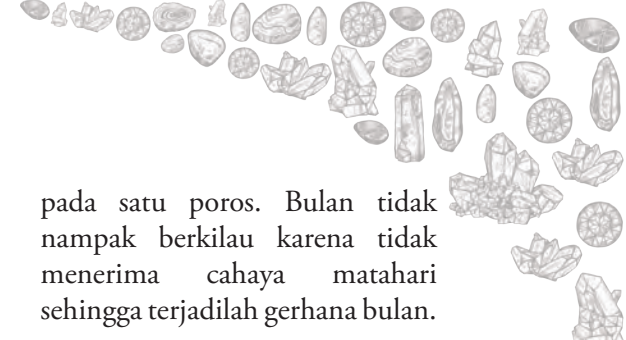 pada satu poros. Bulan tidak
nampak berkilau karena tidak
menerima cahaya matahari
sehingga terjadilah gerhana bulan.